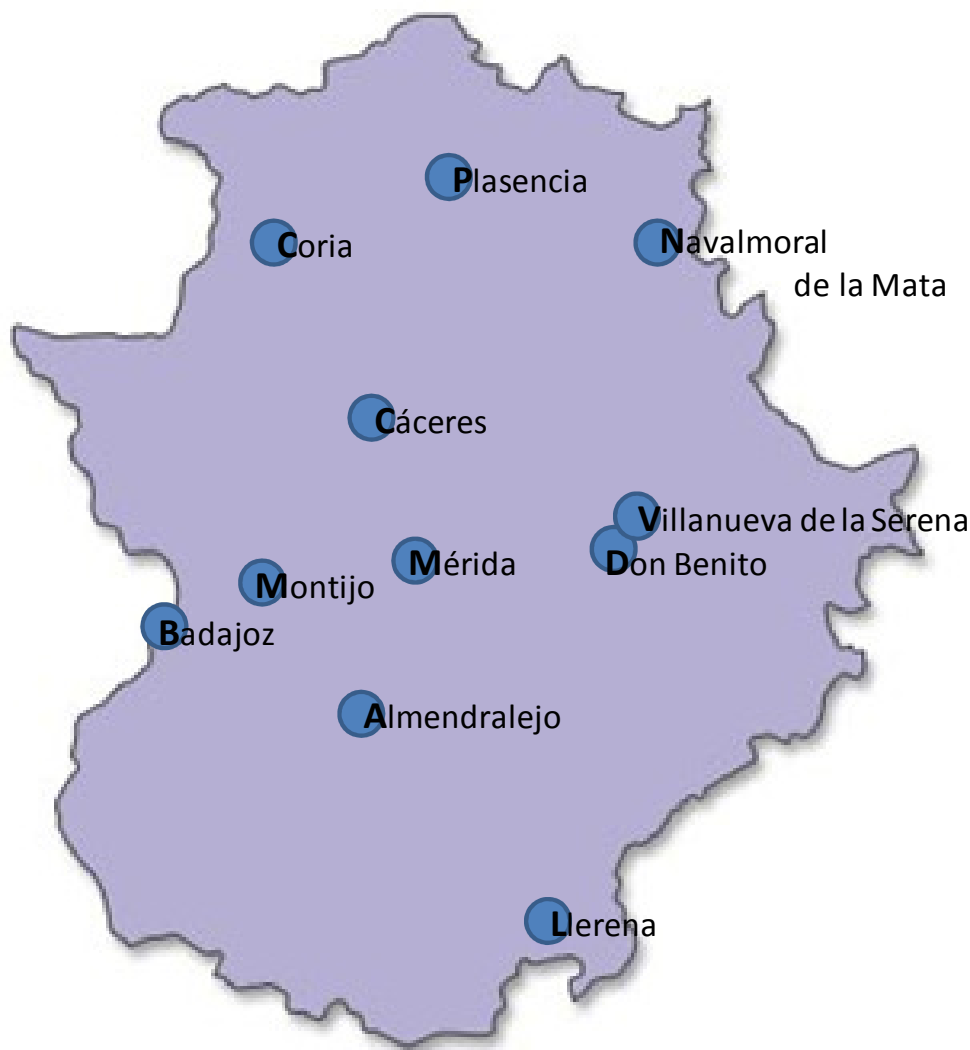 Plasencia
Coria
Navalmoral
de la Mata
Cáceres
Villanueva de la Serena
Don Benito
Mérida
Montijo
Badajoz
Almendralejo
Llerena